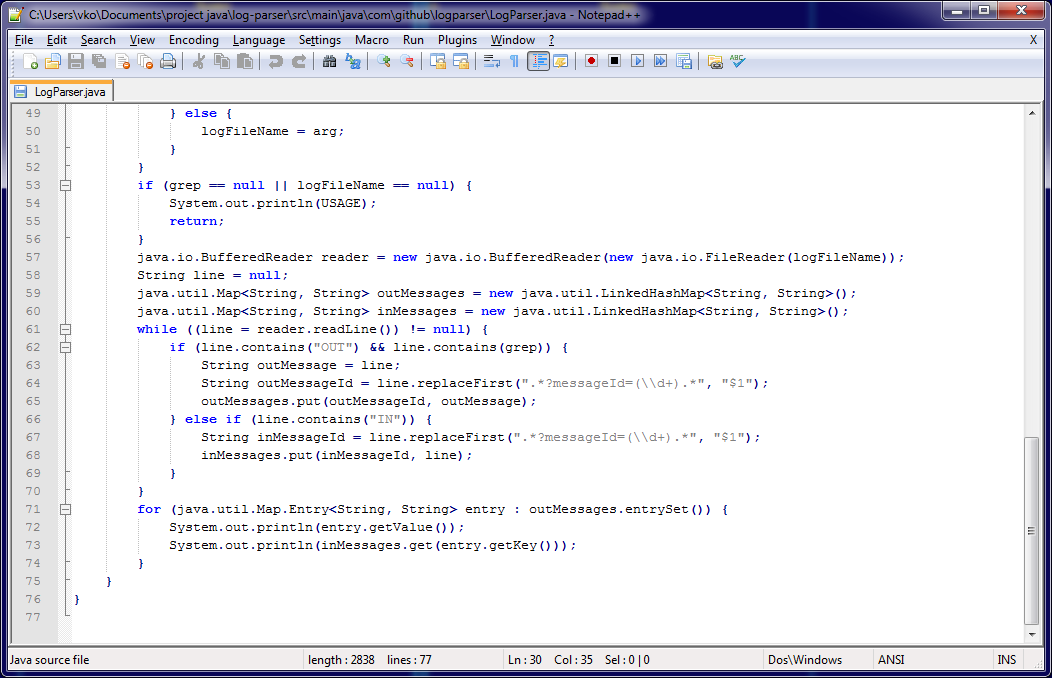 C:\Users\vko\Documents\project java\log-parser\src\main\java\com\github\logparser\LogParser.java - Notepad++
File Edit Search View Encoding Language Settings Macro Run Plugins Window ? X
ABC
LogParser.java
49 } else {
50 logFileName = arg;
51 }
52 }
53 if (grep == null || logFileName == null) {
54 System.out.println(USAGE);
55 return;
56 }
57 java.io.BufferedReader reader = new java.io.BufferedReader(new java.io.FileReader(logFileName));
58 String line = null;
59 java.util.Map<String, String> outMessages = new java.util.LinkedHashMap<String, String>();
60 java.util.Map<String, String> inMessages = new java.util.LinkedHashMap<String, String>();
61 while ((line = reader.readLine()) != null) {
62 if (line.contains("OUT") && line.contains(grep)) {
63 String outMessage = line;
64 String outMessageId = line.replaceFirst(".*?messageId=(\\d+).*", "$1");
65 outMessages.put(outMessageId, outMessage);
66 } else if (line.contains("IN")) {
67 String inMessageId = line.replaceFirst(".*?messageId=(\\d+).*", "$1");
68 inMessages.put(inMessageId, line);
69 }
70 }
71 for (java.util.Map.Entry<String, String> entry : outMessages.entrySet()) {
72 System.out.println(entry.getValue());
73 System.out.println(inMessages.get(entry.getKey()));
74 }
75 }
76 }
77
Java source file length : 2838 lines : 77 Ln : 30 Col : 35 Sel : 0 | 0 Dos\Windows ANSI INS